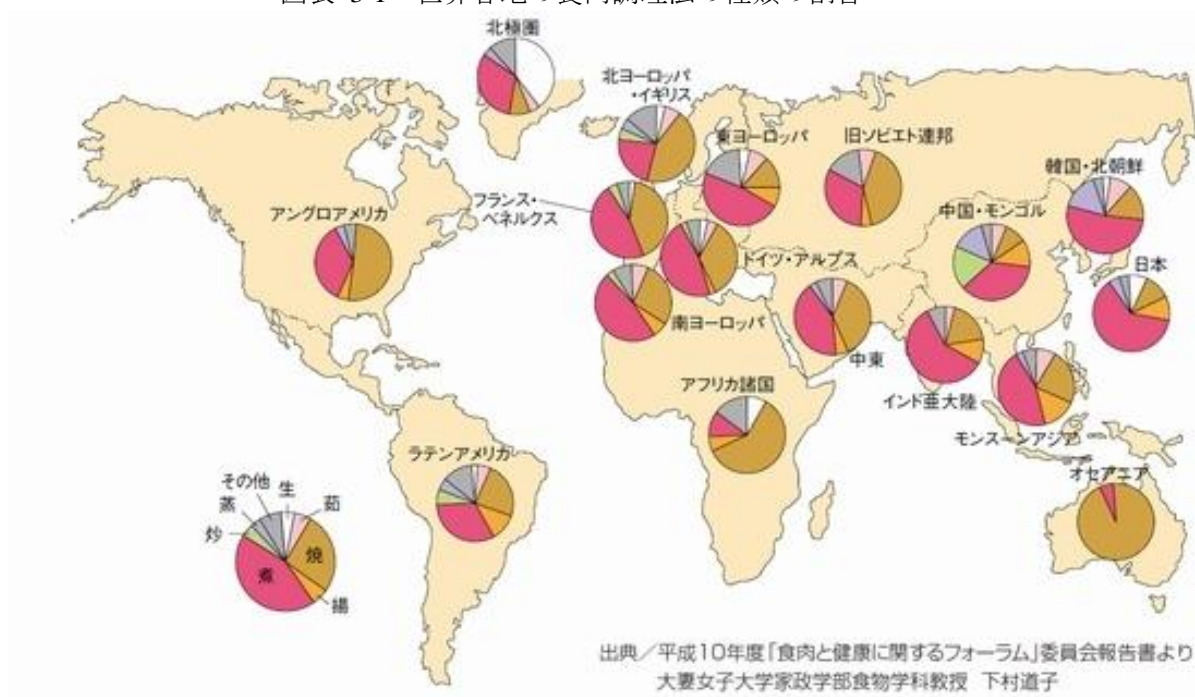 北極圏
北ヨーロッパ
・イギリス
東ヨーロッパ
旧ソビエト連邦
韓国・北朝鮮
フランス・
ベネルクス
アングロアメリカ
中国・モンゴル
ドイツ・アルプス
日本
南ヨーロッパ
中東
アフリカ諸国
インド亜大陸
モンスーンアジア
ラテンアメリカ
オセアニア
その他
生
蒸
茹
炒
焼
煮
揚
出典/平成10年度「食肉と健康に関するフォーラム」委員会報告書より
大妻女子大学家政学部食物学科教授 下村道子